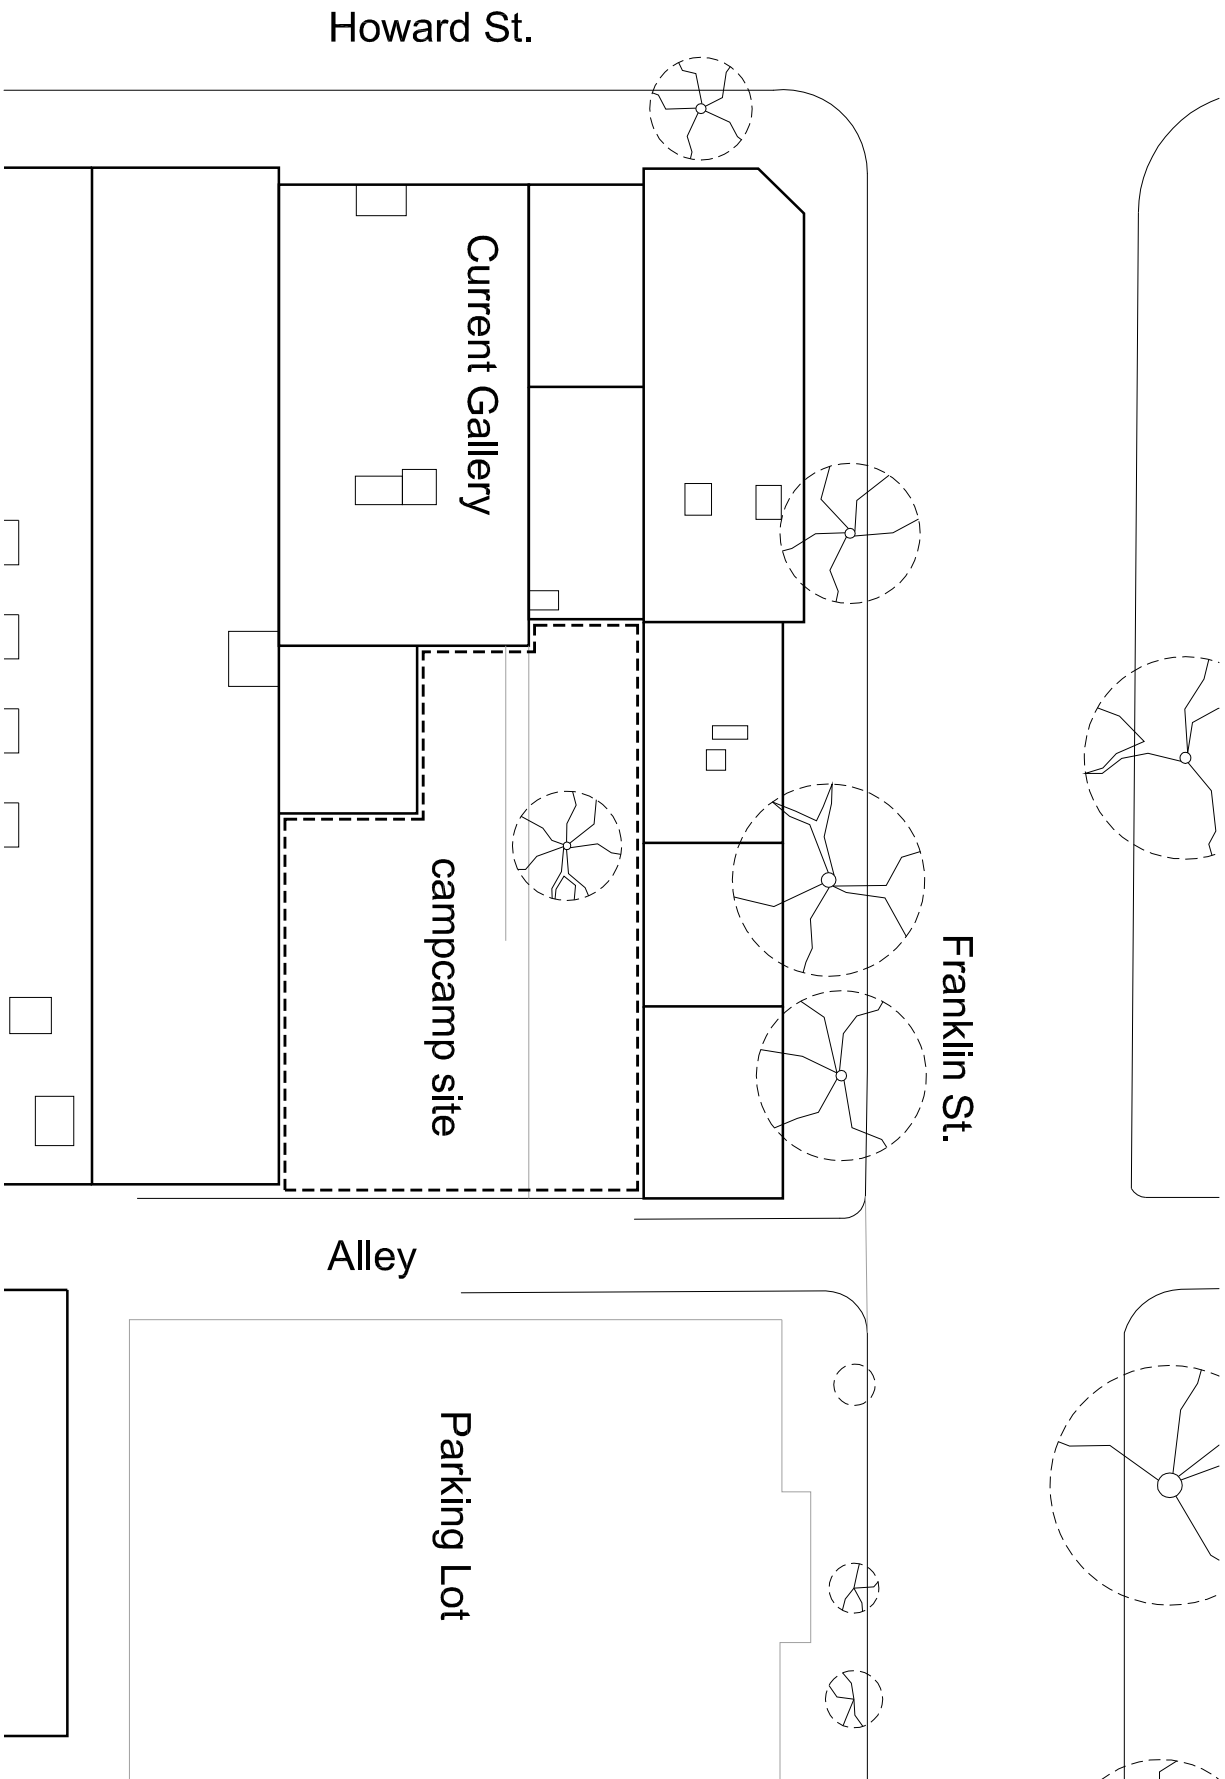 Howard St.
Current Gallery
campcamp site
Franklin St.
Alley
Parking Lot